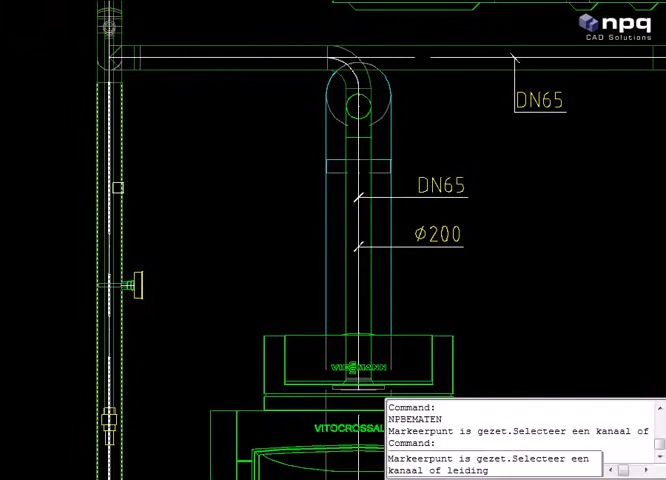 npq
CAD Solutions
DN65
DN65
Ø200
VIESMANN
VITOCROSSAL
Command:
NPBEMATEN
Markeerpunt is gezet.Selecteer een kanaal of
Command:
Markeerpunt is gezet.Selecteer een
kanaal of leiding